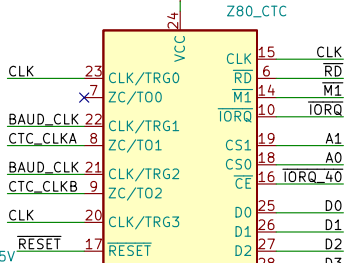 Z80_CTC
24
VCC
CLK 23 CLK/TRG0
7 ZC/TO0
BAUD_CLK 22 CLK/TRG1
CTC_CLKA 8 ZC/TO1
BAUD_CLK 21 CLK/TRG2
CTC_CLKB 9 ZC/TO2
CLK 20 CLK/TRG3
RESET 17 RESET
5V
CLK 15 CLK
RD 6 RD
M1 14 M1
IORQ 10 IORQ
CS1 19 A1
CS0 18 A0
CE 16 IORQ_40
D0 25 D0
D1 26 D1
D2 27 D2
28 D3